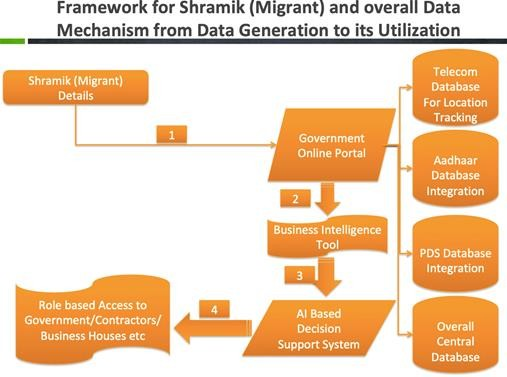 Framework for Shramik (Migrant) and overall Data
Mechanism from Data Generation to its Utilization
Shramik (Migrant)
Details
1
Government
Online Portal
Telecom
Database
For Location
Tracking
Aadhaar
Database
Integration
2
Business Intelligence
Tool
PDS Database
Integration
3
AI Based
Decision
Support System
4
Role based Access to
Government/Contractors/
Business Houses etc
Overall
Central
Database